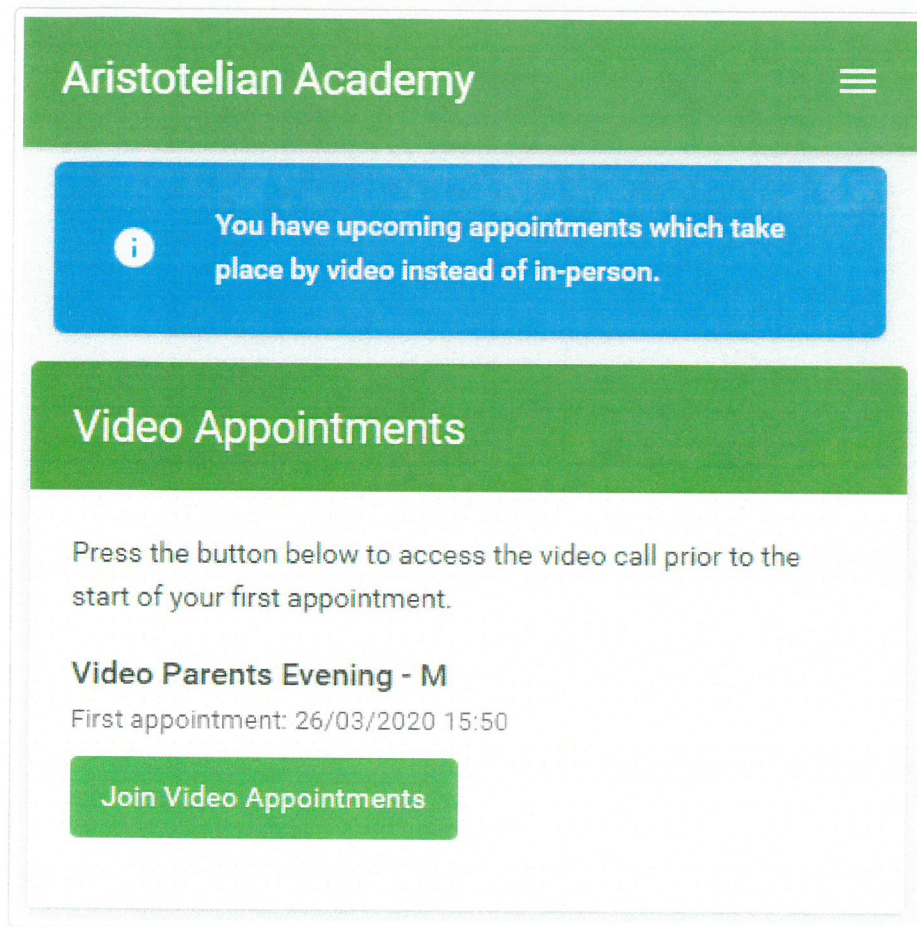 Aristotelian Academy
You have upcoming appointments which take
place by video instead of in-person.
Video Appointments
Press the button below to access the video call prior to the
start of your first appointment.
Video Parents Evening - M
First appointment: 26/03/2020 15:50
Join Video Appointments